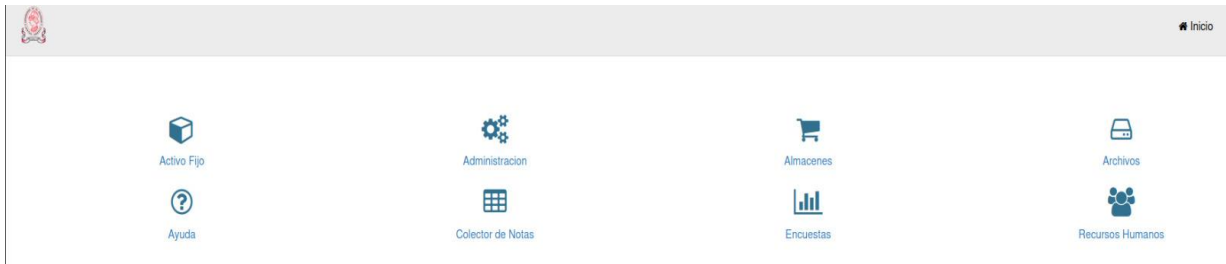 Inicio
Activo Fijo
Administracion
Almacenes
Archivos
Ayuda
Colector de Notas
Encuestas
Recursos Humanos